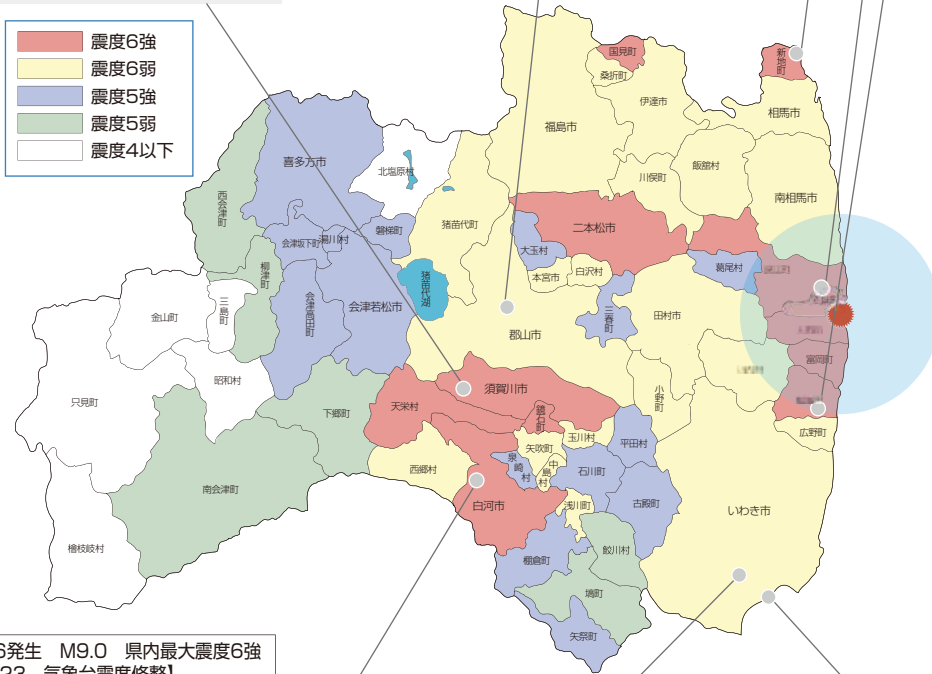 震度6強
震度6弱
震度5強
震度5弱
震度4以下
国見町
桑折町
新地町
伊達市
相馬市
福島市
喜多方市
北塩原村
飯舘村
川俣町
南相馬市
西会津町
猪苗代町
二本松市
磐梯町
会津坂下町
湯川村
大玉村
葛尾村
柳津町
猪苗代湖
本宮市
白沢村
三島町
会津高田町
会津若松市
金山町
三春町
田村市
郡山市
富岡町
昭和村
只見町
須賀川市
小野町
天栄村
下郷町
鏡石町
広野町
玉川村
平田村
矢吹町
西郷村
泉崎村
中島村
石川町
南会津町
白河市
浅川町
古殿町
いわき市
檜枝岐村
鮫川村
棚倉町
塙町
矢祭町
6発生 M9.0 県内最大震度6強
気象台震度修整】